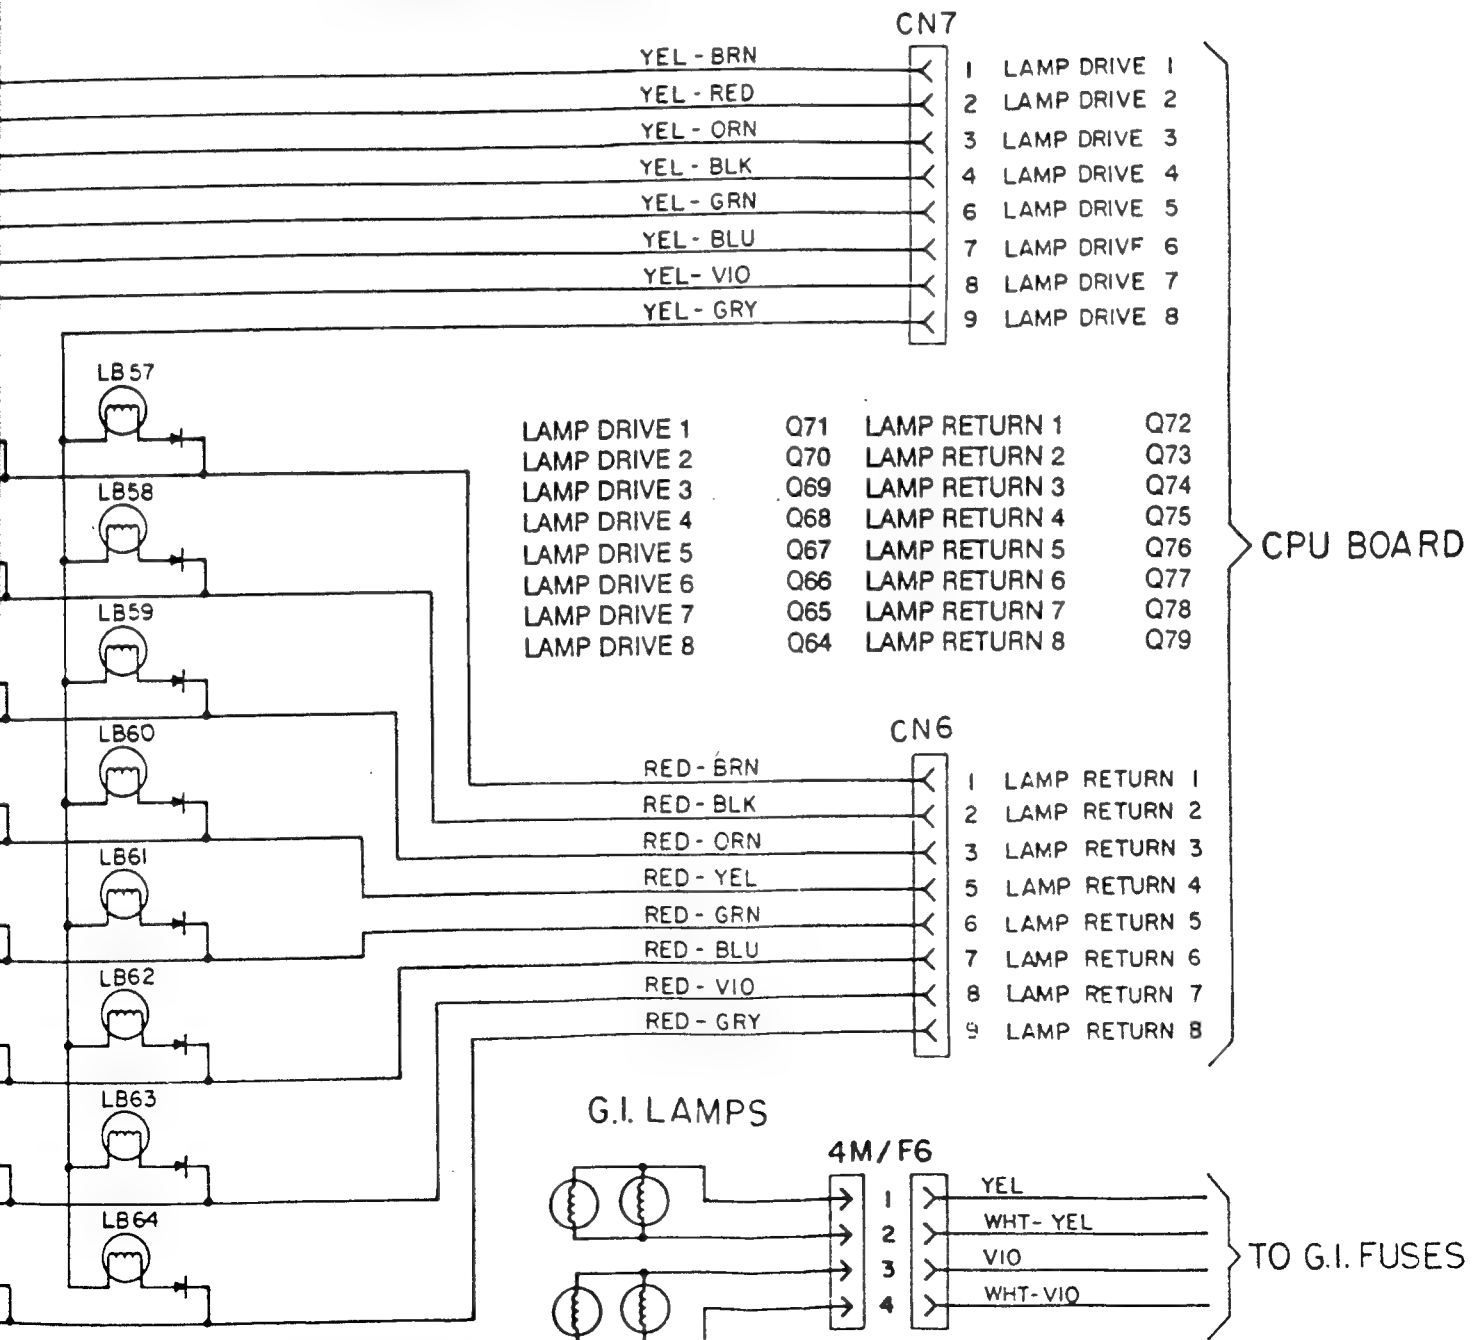 CN7
YEL - BRN
1 LAMP DRIVE 1
YEL - RED
2 LAMP DRIVE 2
YEL - ORN
3 LAMP DRIVE 3
YEL - BLK
4 LAMP DRIVE 4
YEL - GRN
6 LAMP DRIVE 5
YEL - BLU
7 LAMP DRIVE 6
YEL - VIO
8 LAMP DRIVE 7
YEL - GRY
9 LAMP DRIVE 8
LB57
LAMP DRIVE 1 Q71 LAMP RETURN 1 Q72
LAMP DRIVE 2 Q70 LAMP RETURN 2 Q73
LAMP DRIVE 3 Q69 LAMP RETURN 3 Q74
LAMP DRIVE 4 Q68 LAMP RETURN 4 Q75
LAMP DRIVE 5 Q67 LAMP RETURN 5 Q76
LAMP DRIVE 6 Q66 LAMP RETURN 6 Q77
LAMP DRIVE 7 Q65 LAMP RETURN 7 Q78
LAMP DRIVE 8 Q64 LAMP RETURN 8 Q79
CPU BOARD
LB58
LB59
LB60
LB61
LB62
LB63
LB64
CN6
RED - BRN
1 LAMP RETURN 1
RED - BLK
2 LAMP RETURN 2
RED - ORN
3 LAMP RETURN 3
RED - YEL
5 LAMP RETURN 4
RED - GRN
6 LAMP RETURN 5
RED - BLU
7 LAMP RETURN 6
RED - VIO
8 LAMP RETURN 7
RED - GRY
9 LAMP RETURN 8
G.I. LAMPS
4M/F6
1 YEL
2 WHT - YEL
3 VIO
4 WHT - VIO
TO G.I. FUSES